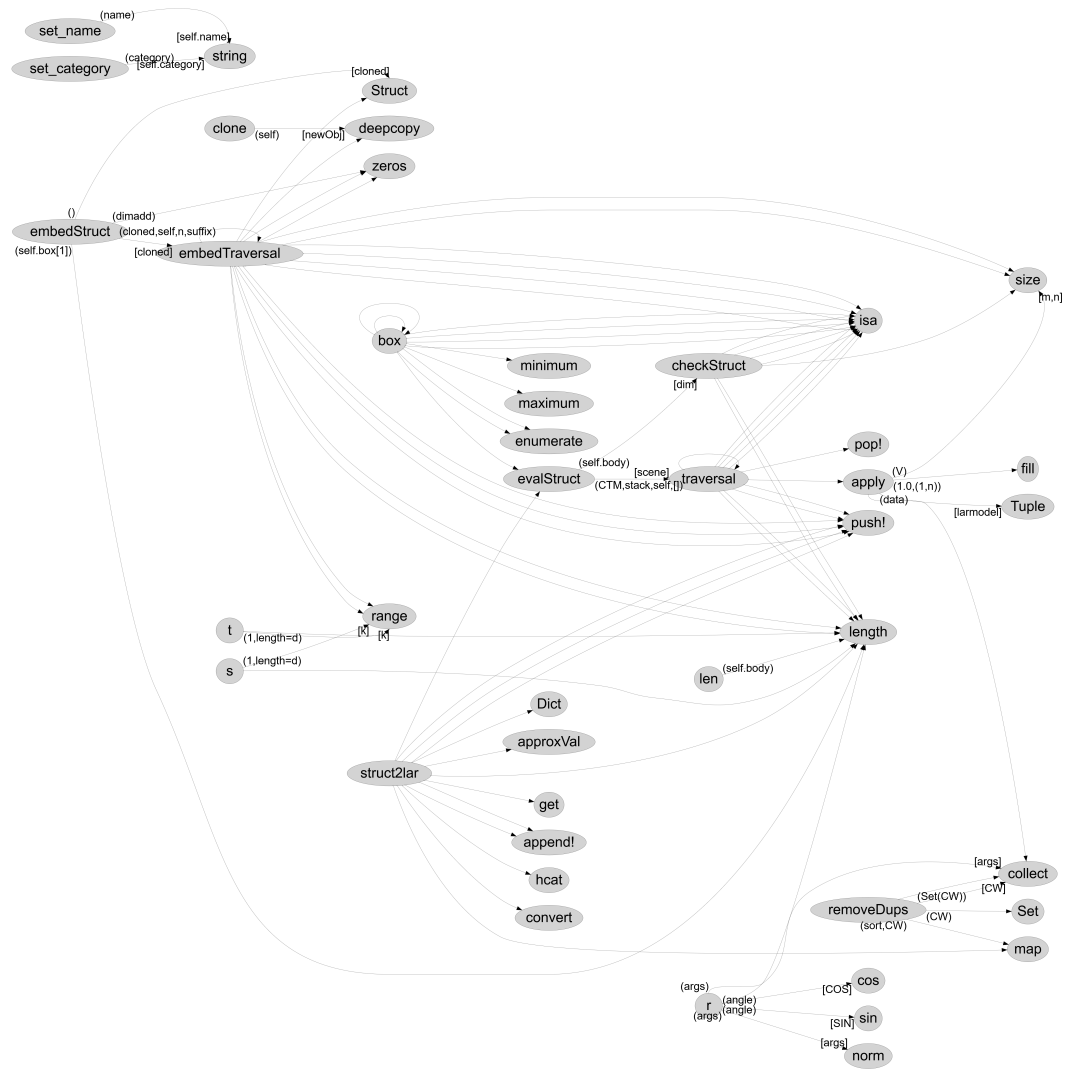 (name)
set_name
[self.name]
string
(category)
[self.category]
set_category
[cloned]
Struct
clone
(self)
[newObj]
deepcopy
zeros
()
(dimadd)
embedStruct
(cloned,self,n,suffix)
(self.box[1])
[cloned]
embedTraversal
size
[m,n]
isa
box
minimum
checkStruct
[dim]
maximum
enumerate
pop!
(self.body)
evalStruct
[scene]
(CTM,stack,self,[])
traversal
apply
(V)
(1.0,(1,n))
(data)
fill
[larmodel]
Tuple
push!
range
t
(1,length=d)
[k]
[k]
length
s
(1,length=d)
len
(self.body)
Dict
approxVal
struct2lar
get
append!
hcat
convert
[args]
collect
(Set(CW))
[CW]
removeDups
(CW)
(sort,CW)
Set
map
(args)
r
(angle)
(angle)
(args)
[COS]
cos
[SIN]
sin
[args]
norm